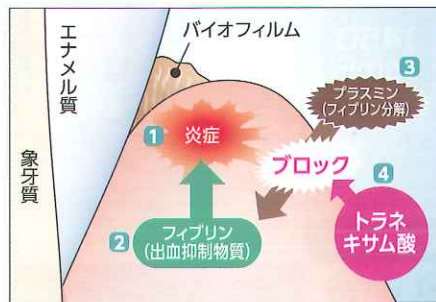 エナメル質
象牙質
バイオフィルム
1
炎症
2
フィブリン
(出血抑制物質)
3
プラスミン
(フィブリン分解)
ブロック
4
トラネ
キサム酸